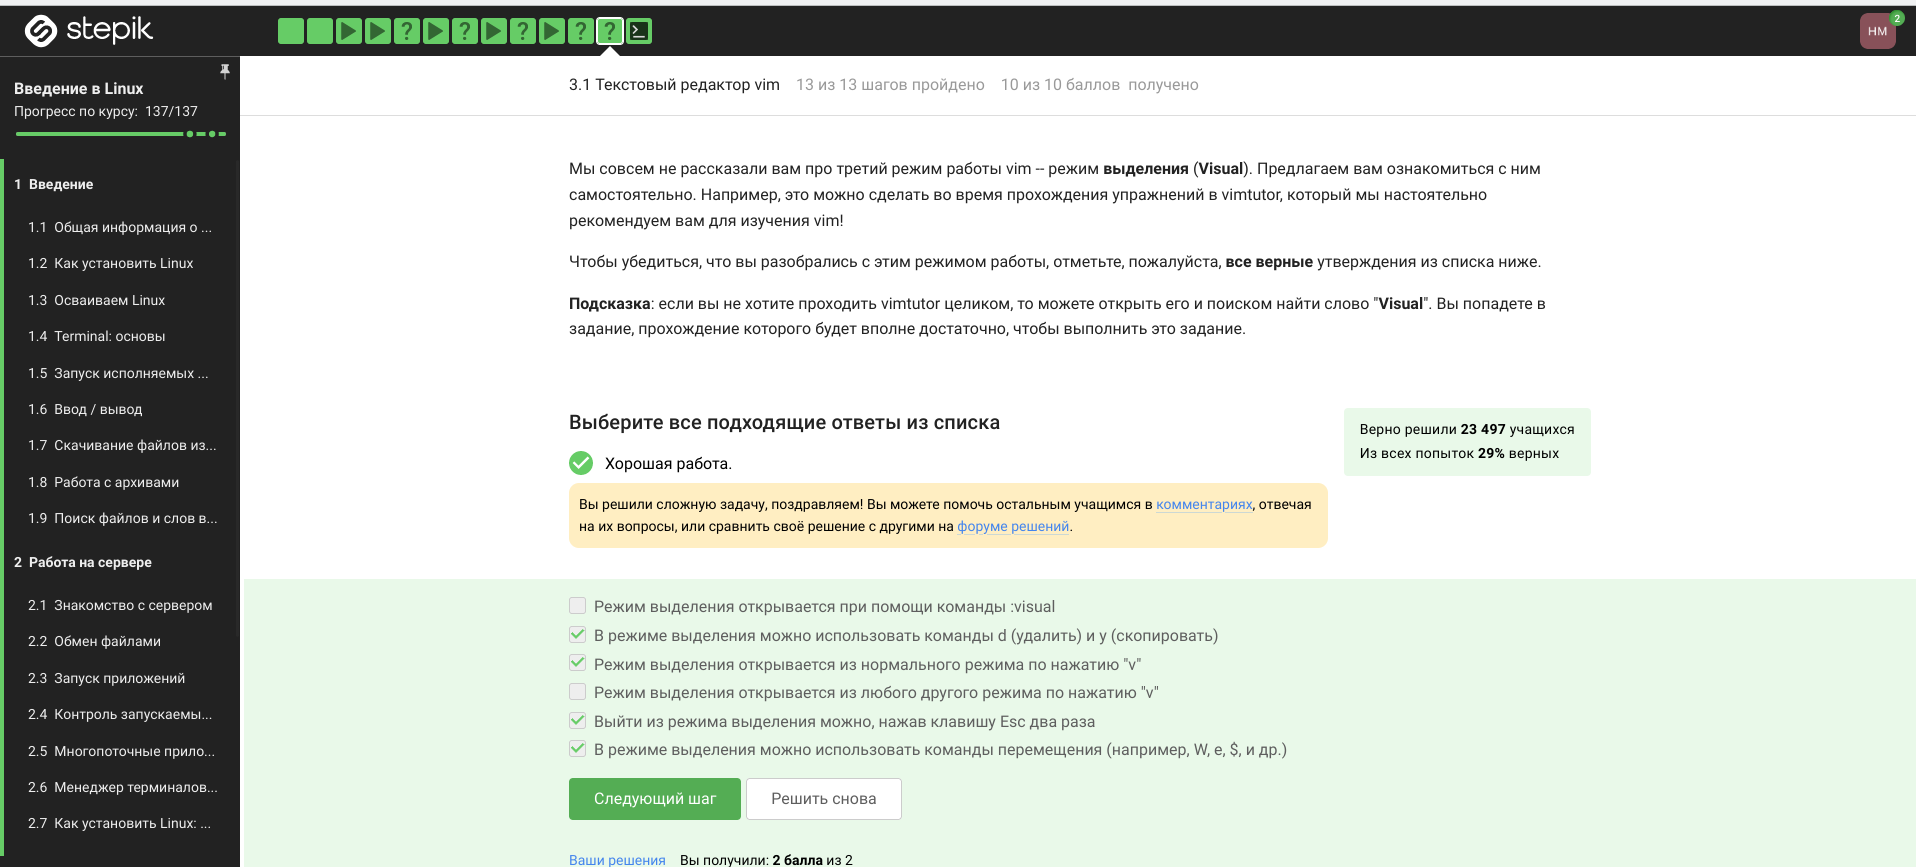 stepik
? ? ? ? ?
НМ
2
Введение в Linux
Прогресс по курсу: 137/137
1 Введение
1.1 Общая информация о ...
1.2 Как установить Linux
1.3 Осваиваем Linux
1.4 Terminal: основы
1.5 Запуск исполняемых ...
1.6 Ввод / вывод
1.7 Скачивание файлов из...
1.8 Работа с архивами
1.9 Поиск файлов и слов в...
2 Работа на сервере
2.1 Знакомство с сервером
2.2 Обмен файлами
2.3 Запуск приложений
2.4 Контроль запускаемы...
2.5 Многопоточные прило...
2.6 Менеджер терминалов...
2.7 Как установить Linux: ...
3.1 Текстовый редактор vim 13 из 13 шагов пройдено 10 из 10 баллов получено
Мы совсем не рассказали вам про третий режим работы vim -- режим выделения (Visual). Предлагаем вам ознакомиться с ним
самостоятельно. Например, это можно сделать во время прохождения упражнений в vimtutor, который мы настоятельно
рекомендуем вам для изучения vim!
Чтобы убедиться, что вы разобрались с этим режимом работы, отметьте, пожалуйста, все верные утверждения из списка ниже.
Подсказка: если вы не хотите проходить vimtutor целиком, то можете открыть его и поиском найти слово "Visual". Вы попадете в
задание, прохождение которого будет вполне достаточно, чтобы выполнить это задание.
Выберите все подходящие ответы из списка
Хорошая работа.
Верно решили 23 497 учащихся
Из всех попыток 29% верных
Вы решили сложную задачу, поздравляем! Вы можете помочь остальным учащимся в комментариях, отвечая
на их вопросы, или сравнить своё решение с другими на форуме решений.
Режим выделения открывается при помощи команды :visual
В режиме выделения можно использовать команды d (удалить) и y (скопировать)
Режим выделения открывается из нормального режима по нажатию "v"
Режим выделения открывается из любого другого режима по нажатию "v"
Выйти из режима выделения можно, нажав клавишу Esc два раза
В режиме выделения можно использовать команды перемещения (например, W, e, $, и др.)
Следующий шаг
Решить снова
Ваши решения Вы получили: 2 балла из 2